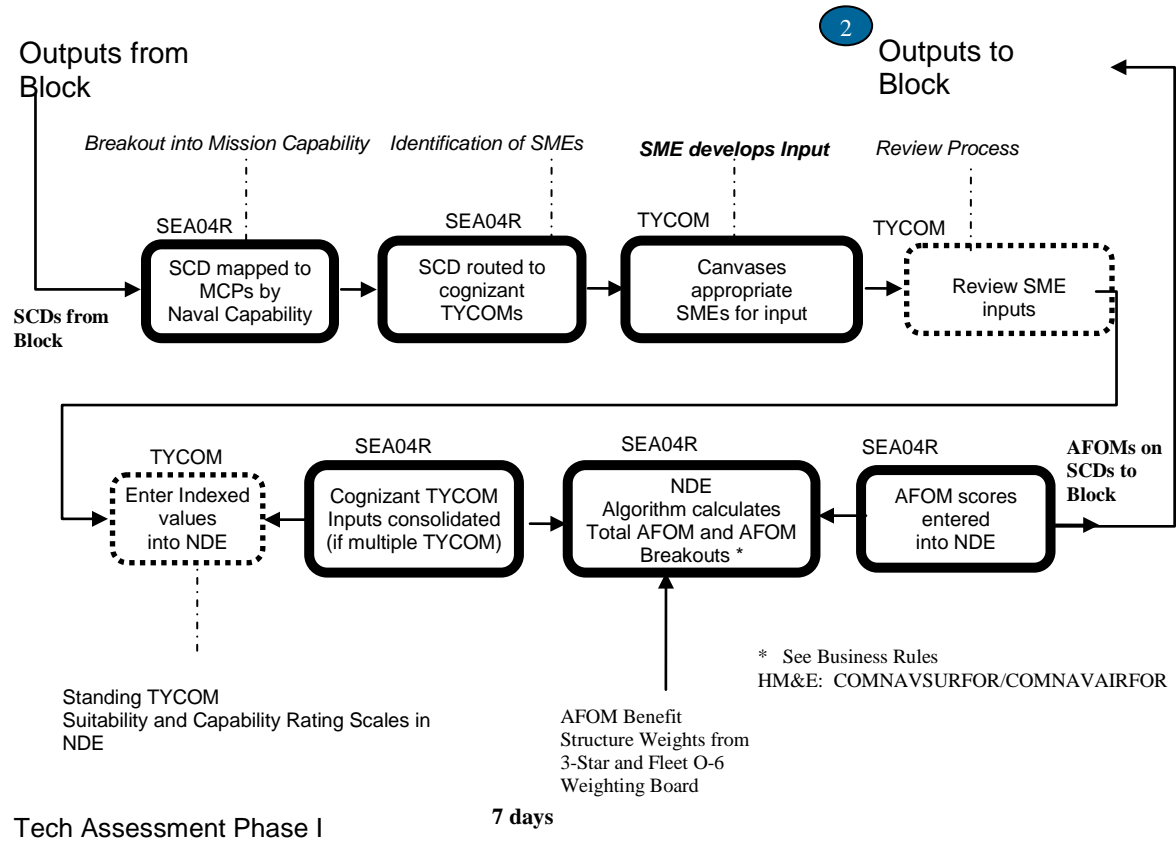 2
Outputs from
Block
Outputs to
Block
Breakout into Mission Capability
Identification of SMEs
SME develops Input
Review Process
SEA04R
SEA04R
TYCOM
TYCOM
SCD mapped to
MCPs by
Naval Capability
SCD routed to
cognizant
TYCOMs
Canvases
appropriate
SMEs for input
Review SME
inputs
SCDs from
Block
TYCOM
SEA04R
SEA04R
SEA04R
AFOMs on
SCDs to
Block
Enter Indexed
values
into NDE
Cognizant TYCOM
Inputs consolidated
(if multiple TYCOM)
NDE
Algorithm calculates
Total AFOM and AFOM
Breakouts *
AFOM scores
entered
into NDE
* See Business Rules
HM&E: COMNAVSURFOR/COMNAVAIRFOR
Standing TYCOM
Suitability and Capability Rating Scales in
NDE
AFOM Benefit
Structure Weights from
3-Star and Fleet O-6
Weighting Board
7 days
Tech Assessment Phase I